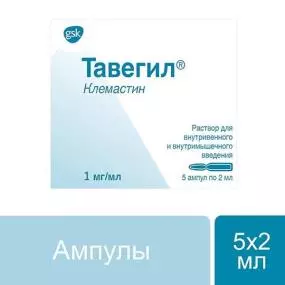 gsk
Тавегил®
Клемастин
Раствор для
внутривенного
и внутримышечного
введения
1 мг/мл
5 ампул по 2 мл
Ампулы
5x2
мл